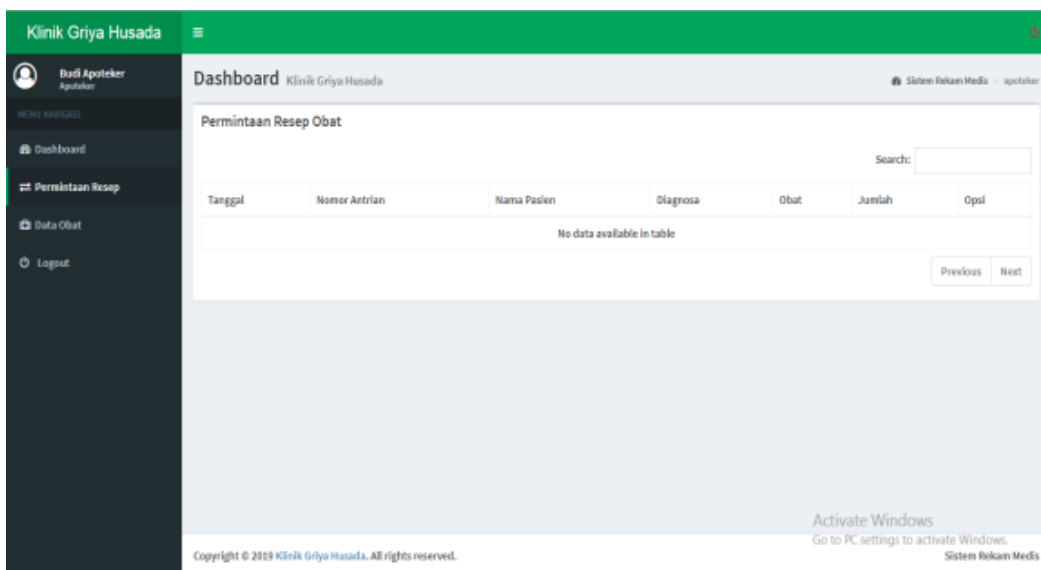 Klinik Griya Husada
Budi Apoteker
Apoteker
MENU NAVIGASI
Dashboard
Permintaan Resep
Data Obat
Logout
Dashboard Klinik Griya Husada
Sistem Rekam Medis > apoteker
Permintaan Resep Obat
Search:
Tanggal Nomor Antrian Nama Pasien Diagnosa Obat Jumlah Opsi
No data available in table
Previous Next
Activate Windows
Go to PC settings to activate Windows.
Copyright © 2019 Klinik Griya Husada. All rights reserved.
Sistem Rekam Medis